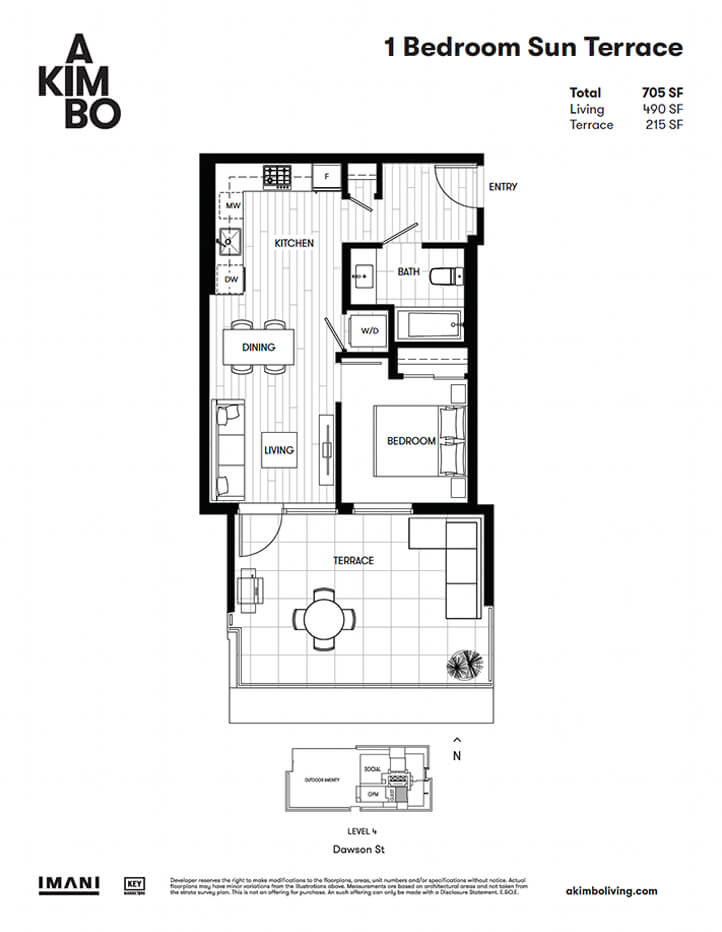 A
KIM
BO
1 Bedroom Sun Terrace
Total 705 SF
Living 490 SF
Terrace 215 SF
F
ENTRY
MW
KITCHEN
BATH
DW
W/D
DINING
BEDROOM
LIVING
TERRACE
N
SOCIAL
OUTDOOR AMENITY
GYM
LEVEL 4
Dawson St
IMANI
KEY
Developer reserves the right to make modifications to the floorplans, areas, unit numbers and/or specifications without notice. Actual
floorplans may have minor variations from the illustrations above. Measurements are based on architectural areas and not taken from
the strata survey plan. This is not an offering for purchase. An such offering can only be made with a Disclosure Statement. E.&O.E.
akimboliving.com